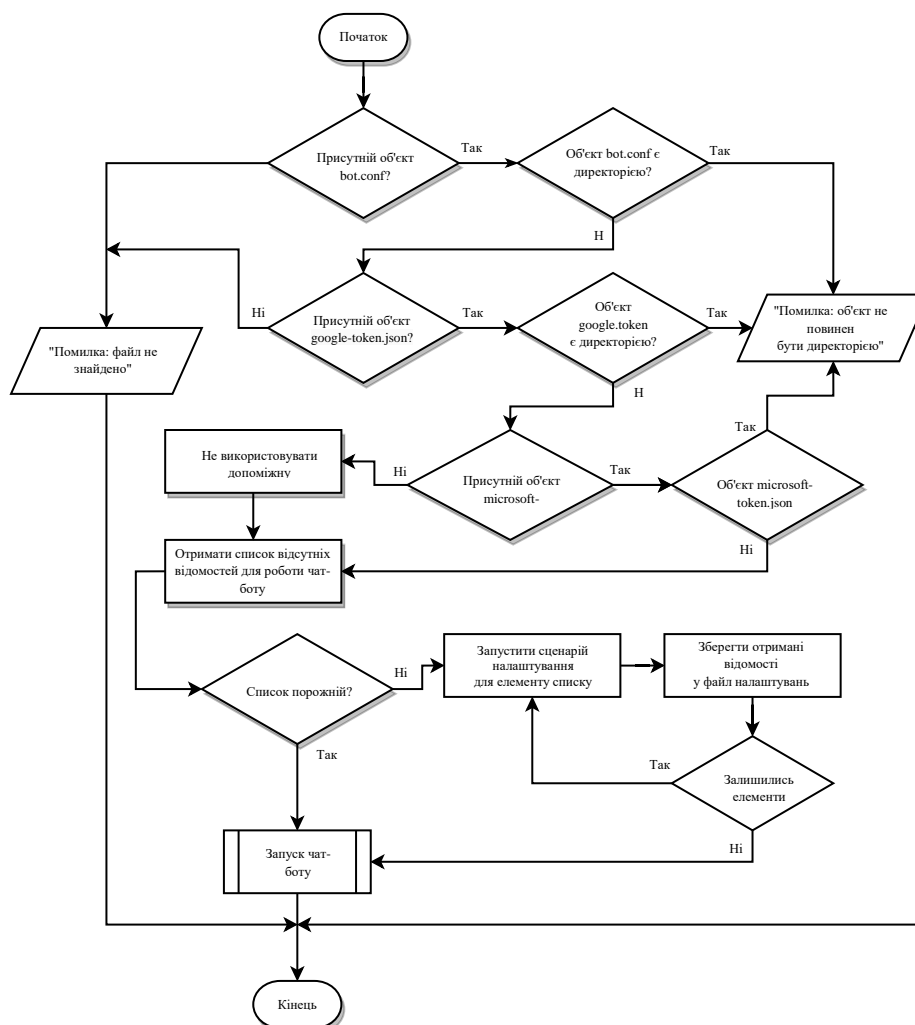 Початок
Присутній об'єкт
bot.conf?
Так
Об'єкт bot.conf є
директорією?
Так
Н
Ні
Присутній об'єкт
google-token.json?
Так
Об'єкт
google.token
є директорією?
Так
"Помилка: об'єкт не
повинен
бути директорією"
"Помилка: файл не
знайдено"
Н
Не використовувати
допоміжну
Ні
Присутній об'єкт
microsoft-
Так
Так
Об'єкт microsoft-
token.json
Ні
Отримати список відсутніх
відомостей для роботи чат-
боту
Список порожній?
Ні
Запустити сценарій
налаштування
для елементу списку
Зберегти отримані
відомості
у файл налаштувань
Так
Так
Залишились
елементи
Ні
Запуск чат-
боту
Кінець